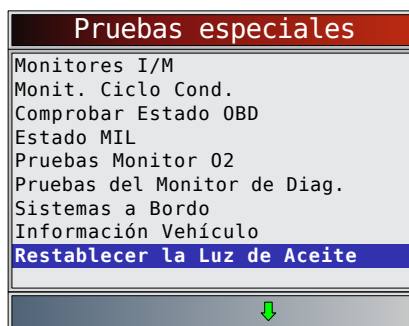 Pruebas especiales
Monitores I/M
Monit. Ciclo Cond.
Comprobar Estado OBD
Estado MIL
Pruebas Monitor O2
Pruebas del Monitor de Diag.
Sistemas a Bordo
Información Vehículo
Restablecer la Luz de Aceite